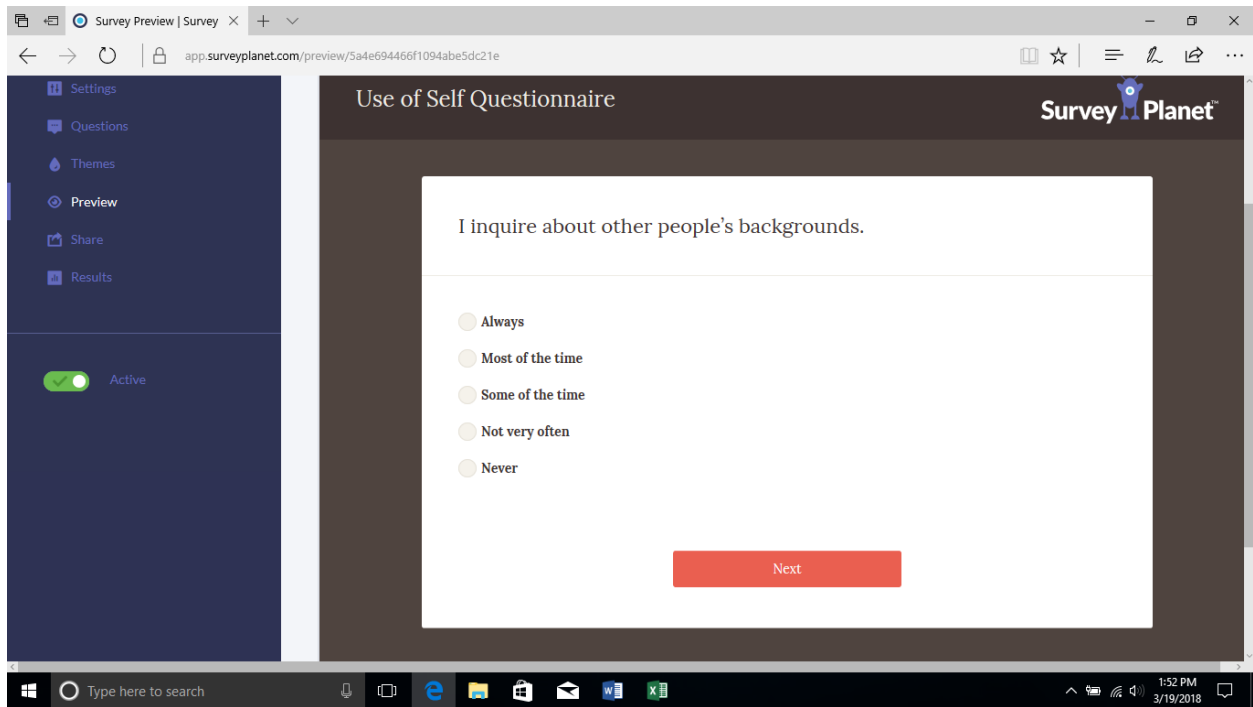 Survey Preview | Survey
app.surveyplanet.com/preview/5a4e694466f1094abe5dc21e
Settings
Questions
Themes
Preview
Share
Results
Active
Use of Self Questionnaire
Survey Planet™
I inquire about other people's backgrounds.
Always
Most of the time
Some of the time
Not very often
Never
Next
Type here to search
1:52 PM
3/19/2018